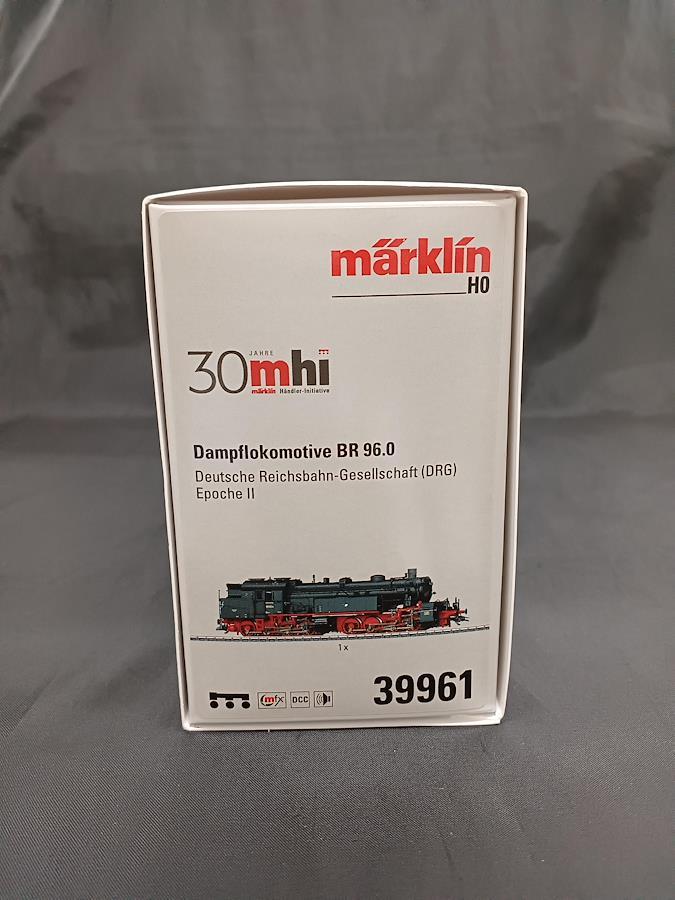 märklin
H0
30 JAHRE mhi
märklin Händler-Initiative
Dampflokomotive BR 96.0
Deutsche Reichsbahn-Gesellschaft (DRG)
Epoche II
1x
mfx DCC 39961